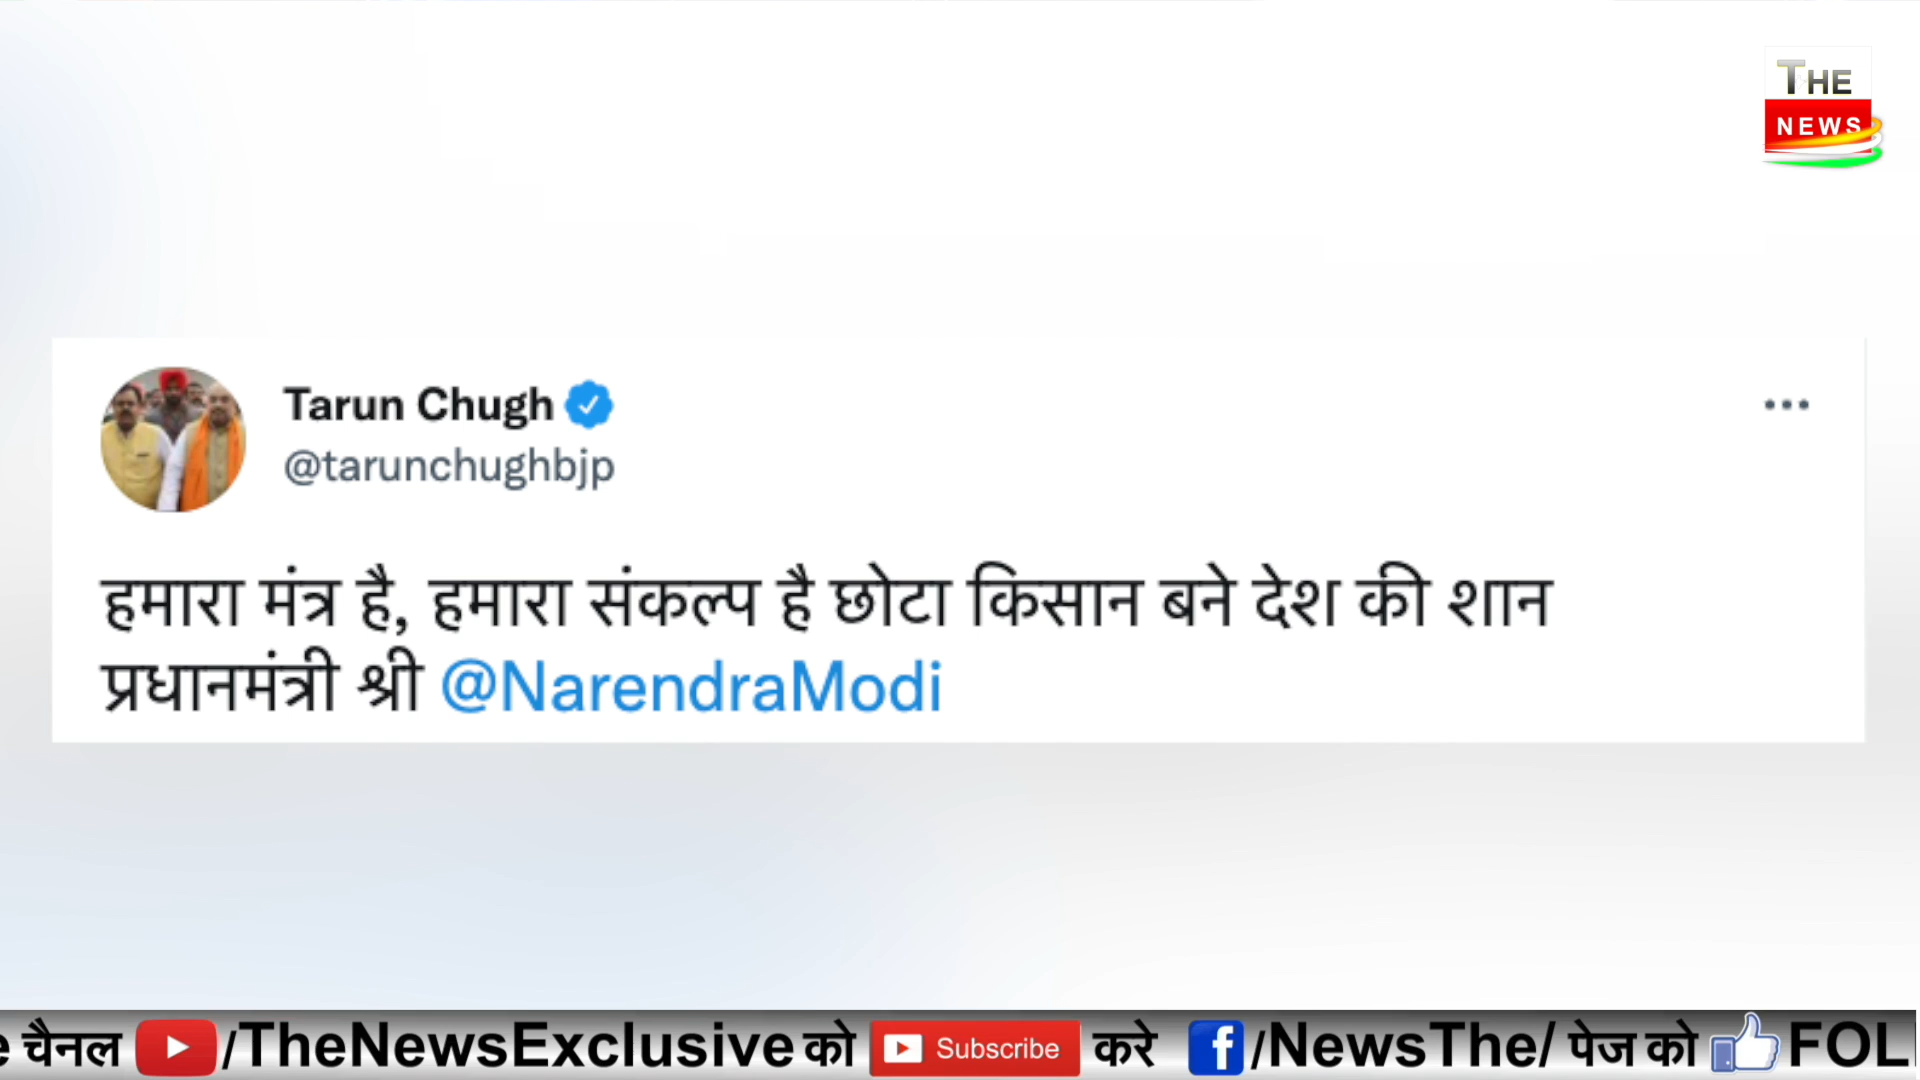 THE
NEWS
Tarun Chugh
@tarunchughbjp
हमारा मंत्र है, हमारा संकल्प है छोटा किसान बने देश की शान
प्रधानमंत्री श्री @NarendraModi
चैनल /TheNewsExclusive को Subscribe करे f /NewsThe/ पेज को FOL